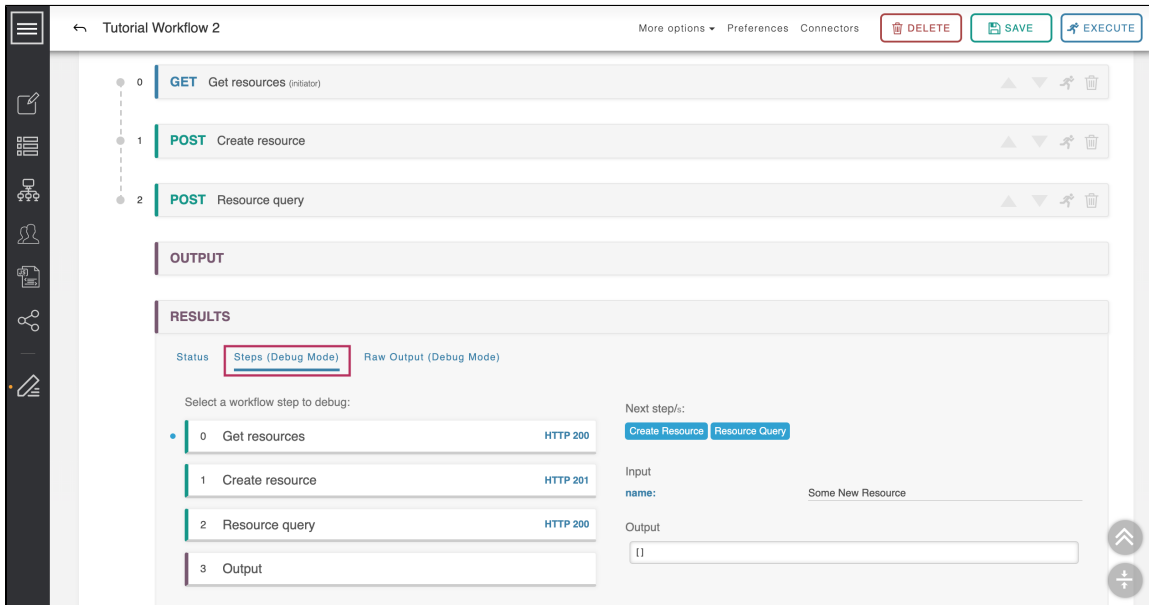 Tutorial Workflow 2
More options Preferences Connectors DELETE SAVE EXECUTE
0 GET Get resources (initiator)
1 POST Create resource
2 POST Resource query
OUTPUT
RESULTS
Status Steps (Debug Mode) Raw Output (Debug Mode)
Select a workflow step to debug:
0 Get resources HTTP 200
1 Create resource HTTP 201
2 Resource query HTTP 200
3 Output
Next step/s:
Create Resource Resource Query
Input
name: Some New Resource
Output
[]